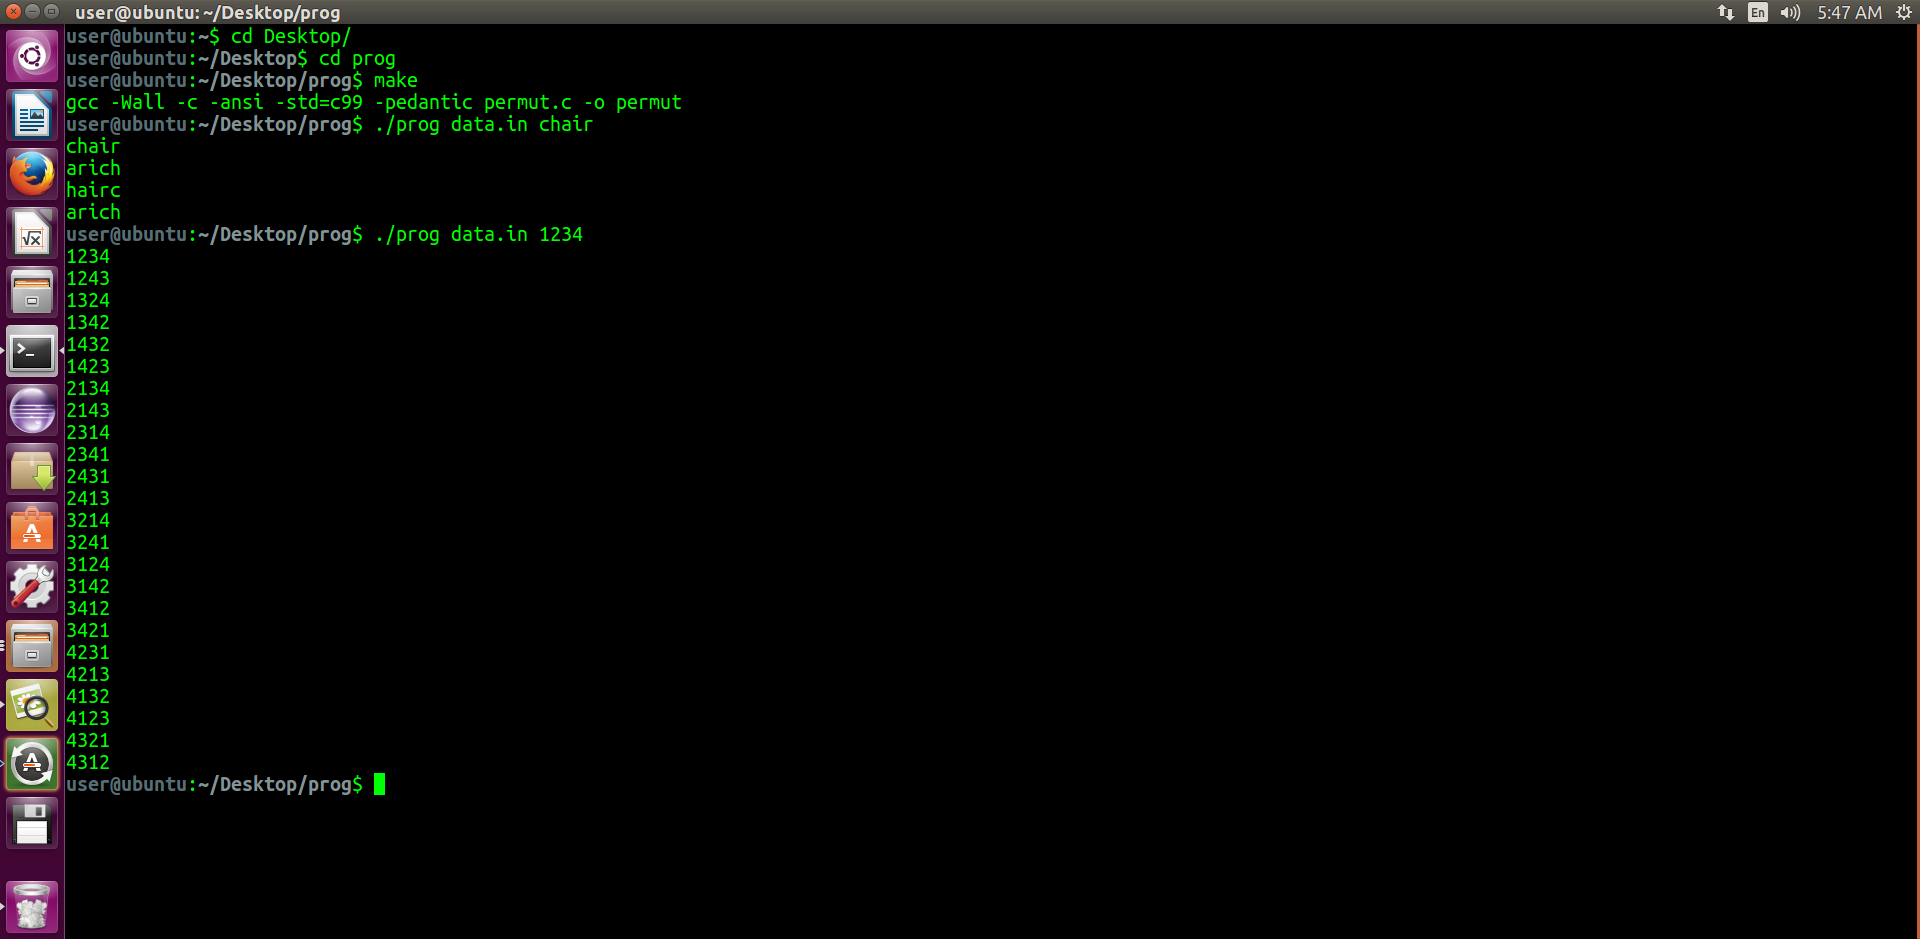 user@ubuntu: ~/Desktop/prog
En
5:47 AM
user@ubuntu:~$ cd Desktop/
user@ubuntu:~/Desktop$ cd prog
user@ubuntu:~/Desktop/prog$ make
gcc -Wall -c -ansi -std=c99 -pedantic permut.c -o permut
user@ubuntu:~/Desktop/prog$ ./prog data.in chair
chair
arich
hairc
arich
user@ubuntu:~/Desktop/prog$ ./prog data.in 1234
1234
1243
1324
1342
1432
1423
2134
2143
2314
2341
2431
2413
3214
3241
3124
3142
3412
3421
4231
4213
4132
4123
4321
4312
user@ubuntu:~/Desktop/prog$